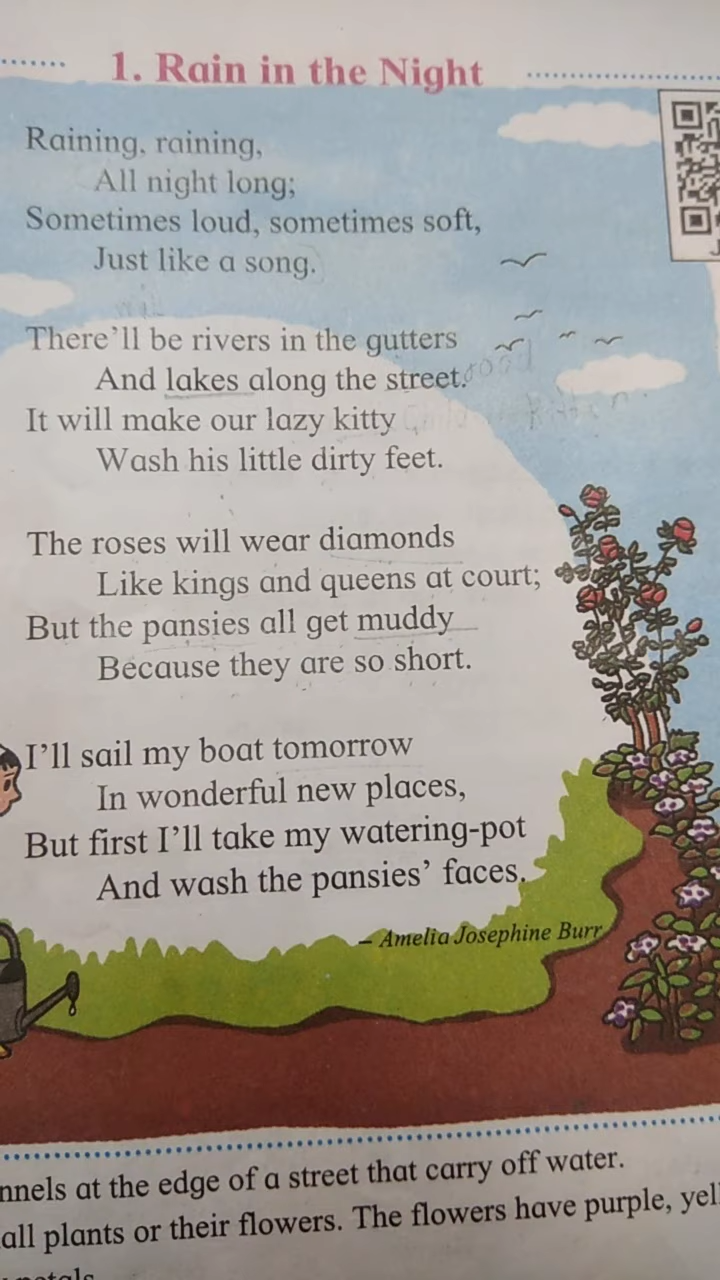 1. Rain in the Night
Raining, raining,
All night long;
Sometimes loud, sometimes soft,
Just like a song.
There'll be rivers in the gutters
And lakes along the street.
It will make our lazy kitty
Wash his little dirty feet.
The roses will wear diamonds
Like kings and queens at court;
But the pansies all get muddy
Because they are so short.
I'll sail my boat tomorrow
In wonderful new places,
But first I'll take my watering-pot
And wash the pansies' faces.
– Amelia Josephine Burr
nnels at the edge of a street that carry off water.
all plants or their flowers. The flowers have purple, yel